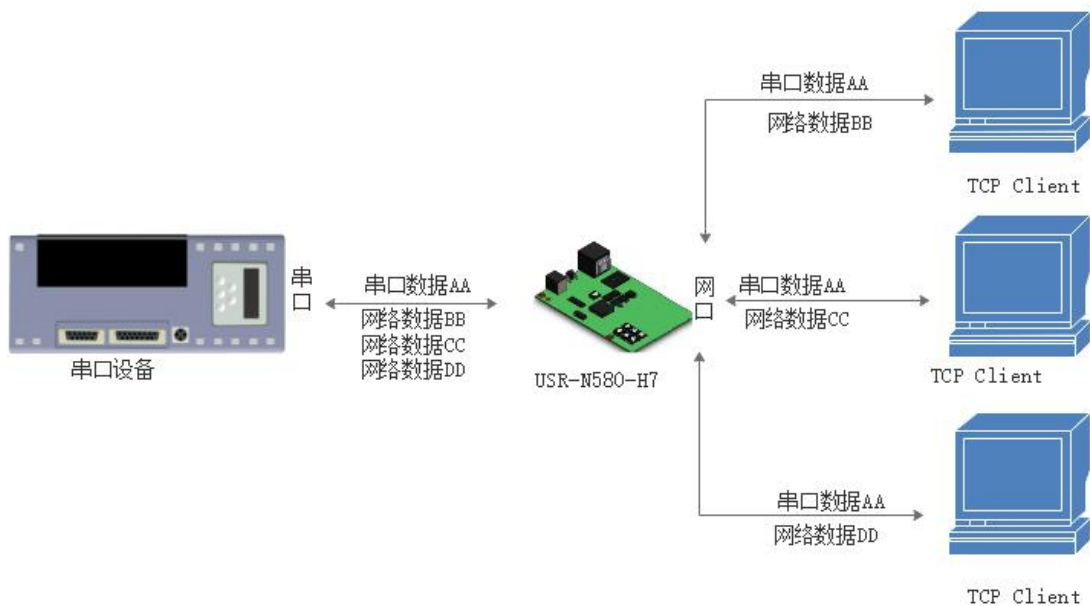 串口数据AA
网络数据BB
TCP Client
串口
串口数据AA
网络数据BB
网络数据CC
网络数据DD
串口设备
USR-N580-H7
网口
串口数据AA
网络数据CC
TCP Client
串口数据AA
网络数据DD
TCP Client